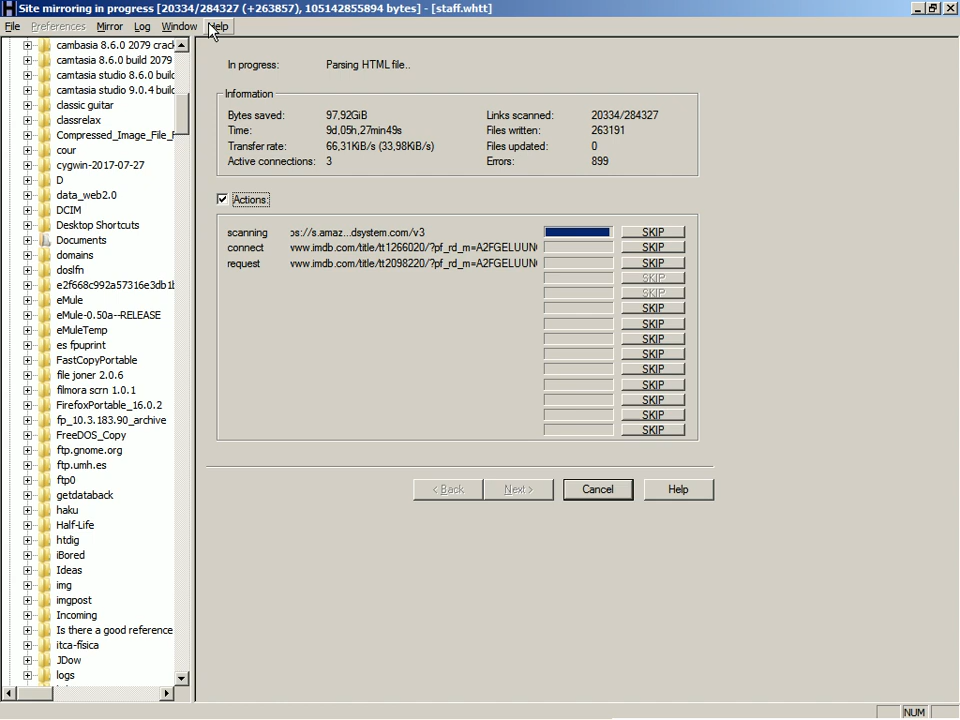 Site mirroring in progress [20334/284327 (+263857), 105142855894 bytes] - [staff.whtt]
File Preferences Mirror Log Window Help
cambasia 8.6.0 2079 crac
camtasia 8.6.0 build 2079
camtasia studio 8.6.0 build
camtasia studio 9.0.4 build
classic guitar
classrelax
Compressed_Image_File_F
cour
cygwin-2017-07-27
D
data_web2.0
DCIM
Desktop Shortcuts
Documents
domains
doslfn
e2f668c992a57316e3db1b
eMule
eMule-0.50a--RELEASE
eMuleTemp
es fpuprint
FastCopyPortable
file joner 2.0.6
filmora scrn 1.0.1
FirefoxPortable_16.0.2
fp_10.3.183.90_archive
FreeDOS_Copy
ftp.gnome.org
ftp.umh.es
ftp0
getdataback
haku
Half-Life
htdig
iBored
Ideas
img
imgpost
Incoming
Is there a good reference
itca-fisica
JDow
logs
In progress: Parsing HTML file..
Information
Bytes saved: 97,92GiB Links scanned: 20334/284327
Time: 9d,05h,27min49s Files written: 263191
Transfer rate: 66,31KiB/s (33,98KiB/s) Files updated: 0
Active connections: 3 Errors: 899
Actions:
scanning ps://s.amaz...dsystem.com/v3 SKIP
connect www.imdb.com/title/tt1266020/?pf_rd_m=A2FGELUUN SKIP
request www.imdb.com/title/tt2098220/?pf_rd_m=A2FGELUUN SKIP
SKIP
SKIP
SKIP
SKIP
SKIP
SKIP
SKIP
SKIP
SKIP
SKIP
SKIP
< Back Next > Cancel Help
NUM